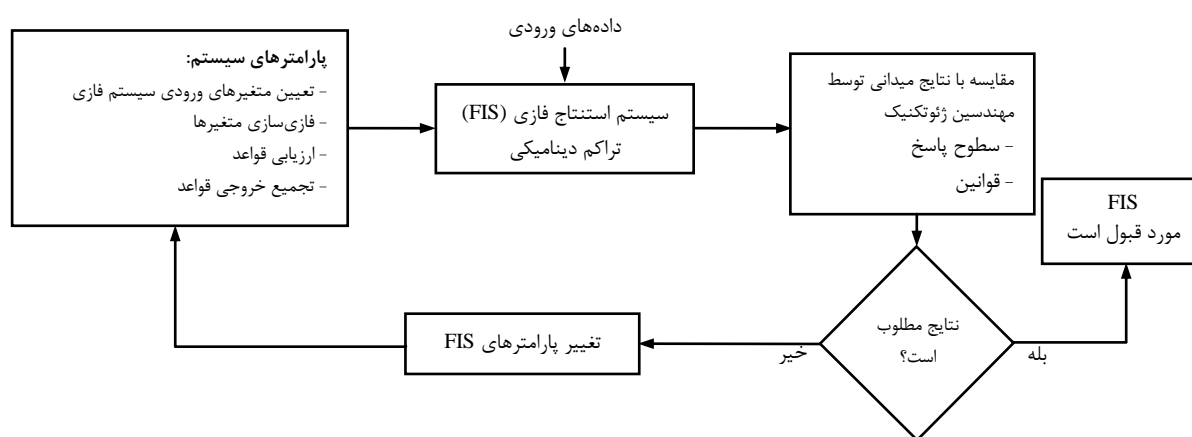 داده‌های ورودی
پارامترهای سیستم:
- تعیین متغیرهای ورودی سیستم فازی
- فازی‌سازی متغیرها
- ارزیابی قواعد
- تجمیع خروجی قواعد
سیستم استنتاج فازی (FIS)
تراکم دینامیکی
مقایسه با نتایج میدانی توسط
مهندسین ژئوتکنیک
- سطوح پاسخ
- قوانین
FIS
مورد قبول است
نتایج مطلوب
است؟
بله
خیر
تغییر پارامترهای FIS